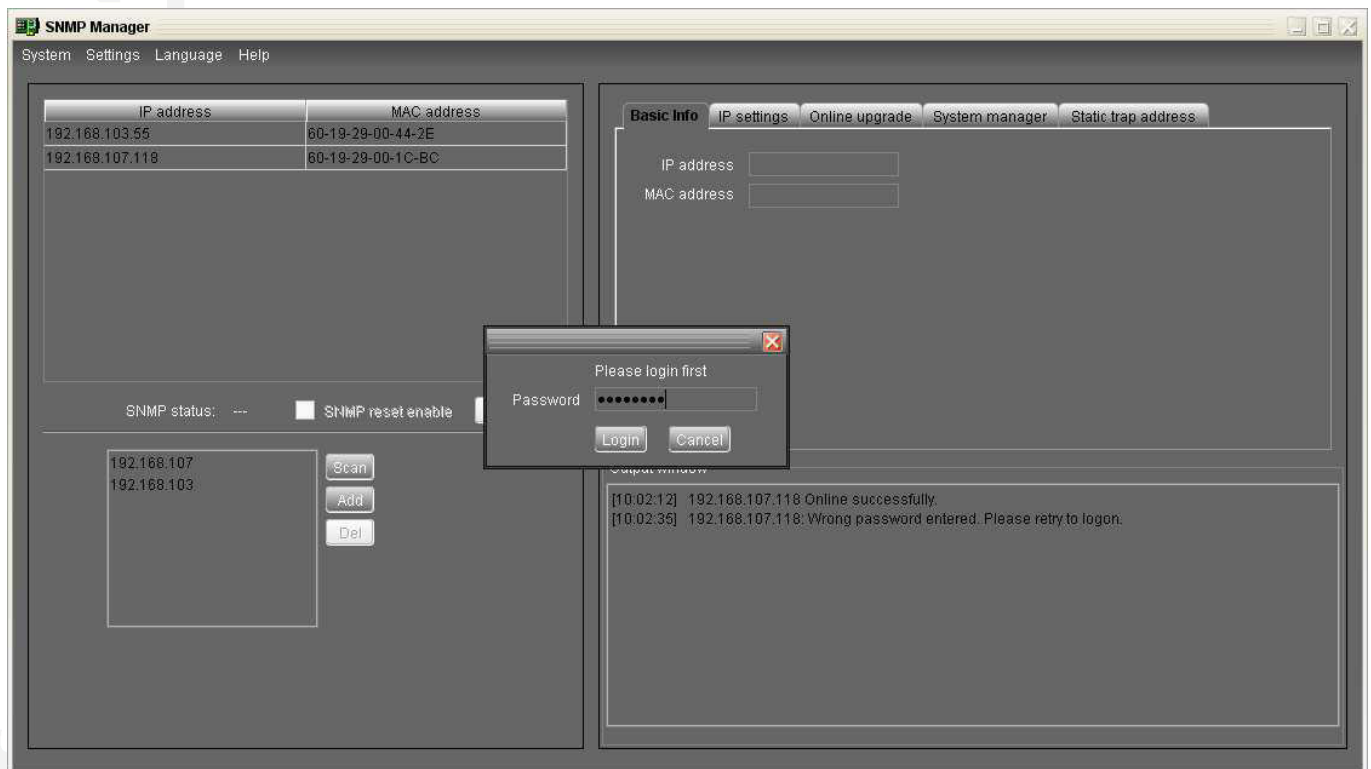 SNMP Manager
System Settings Language Help
IP address MAC address
192.168.103.55 60-19-29-00-44-2E
192.168.107.118 60-19-29-00-1C-BC
SNMP status: --- SNMP reset enable
192.168.107
192.168.103
Scan
Add
Del
Basic Info IP settings Online upgrade System manager Static trap address
IP address
MAC address
Please login first
Password ••••••••
Login Cancel
Output window
[10:02:12] 192.168.107.118 Online successfully.
[10:02:35] 192.168.107.118: Wrong password entered. Please retry to logon.